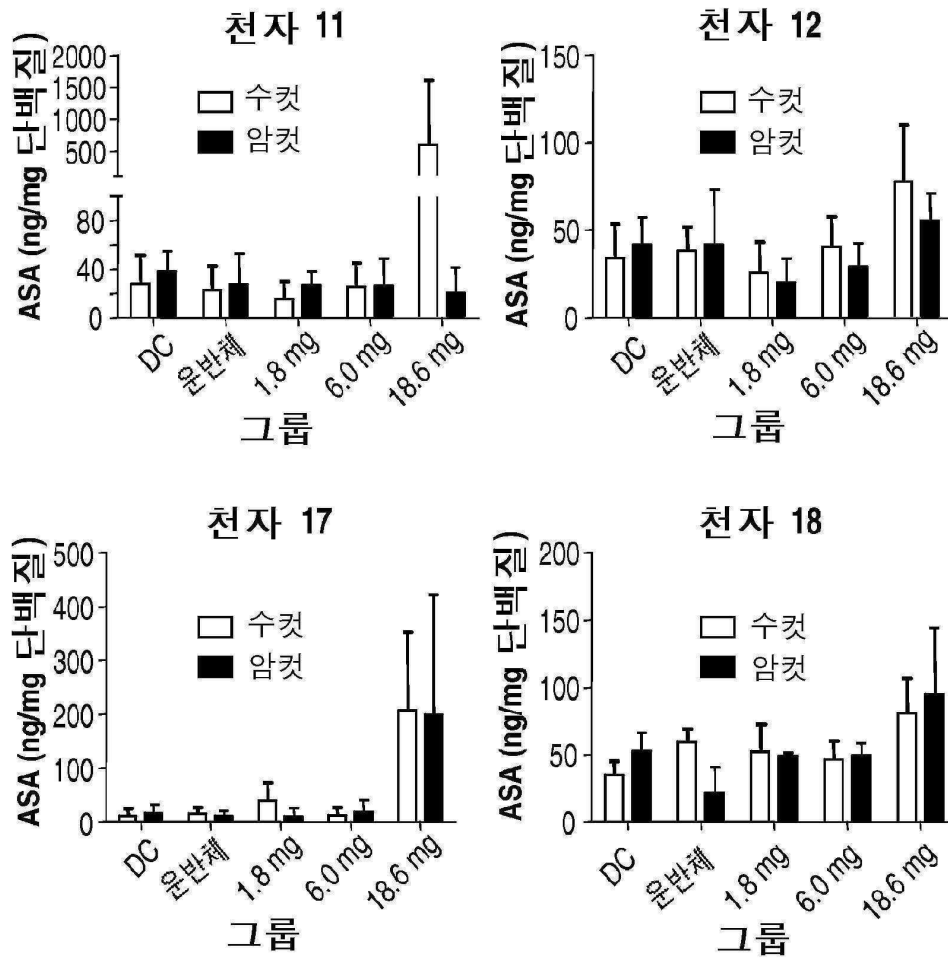 천자 11
ASA (ng/mg 단백질)
2000
1500
1000
500
80
40
0
수컷
암컷
DC
운반체
1.8 mg
6.0 mg
18.6 mg
그룹
천자 12
ASA (ng/mg 단백질)
150
100
50
0
수컷
암컷
DC
운반체
1.8 mg
6.0 mg
18.6 mg
그룹
천자 17
ASA (ng/mg 단백질)
500
400
300
200
100
0
수컷
암컷
DC
운반체
1.8 mg
6.0 mg
18.6 mg
그룹
천자 18
ASA (ng/mg 단백질)
200
150
100
50
0
수컷
암컷
DC
운반체
1.8 mg
6.0 mg
18.6 mg
그룹